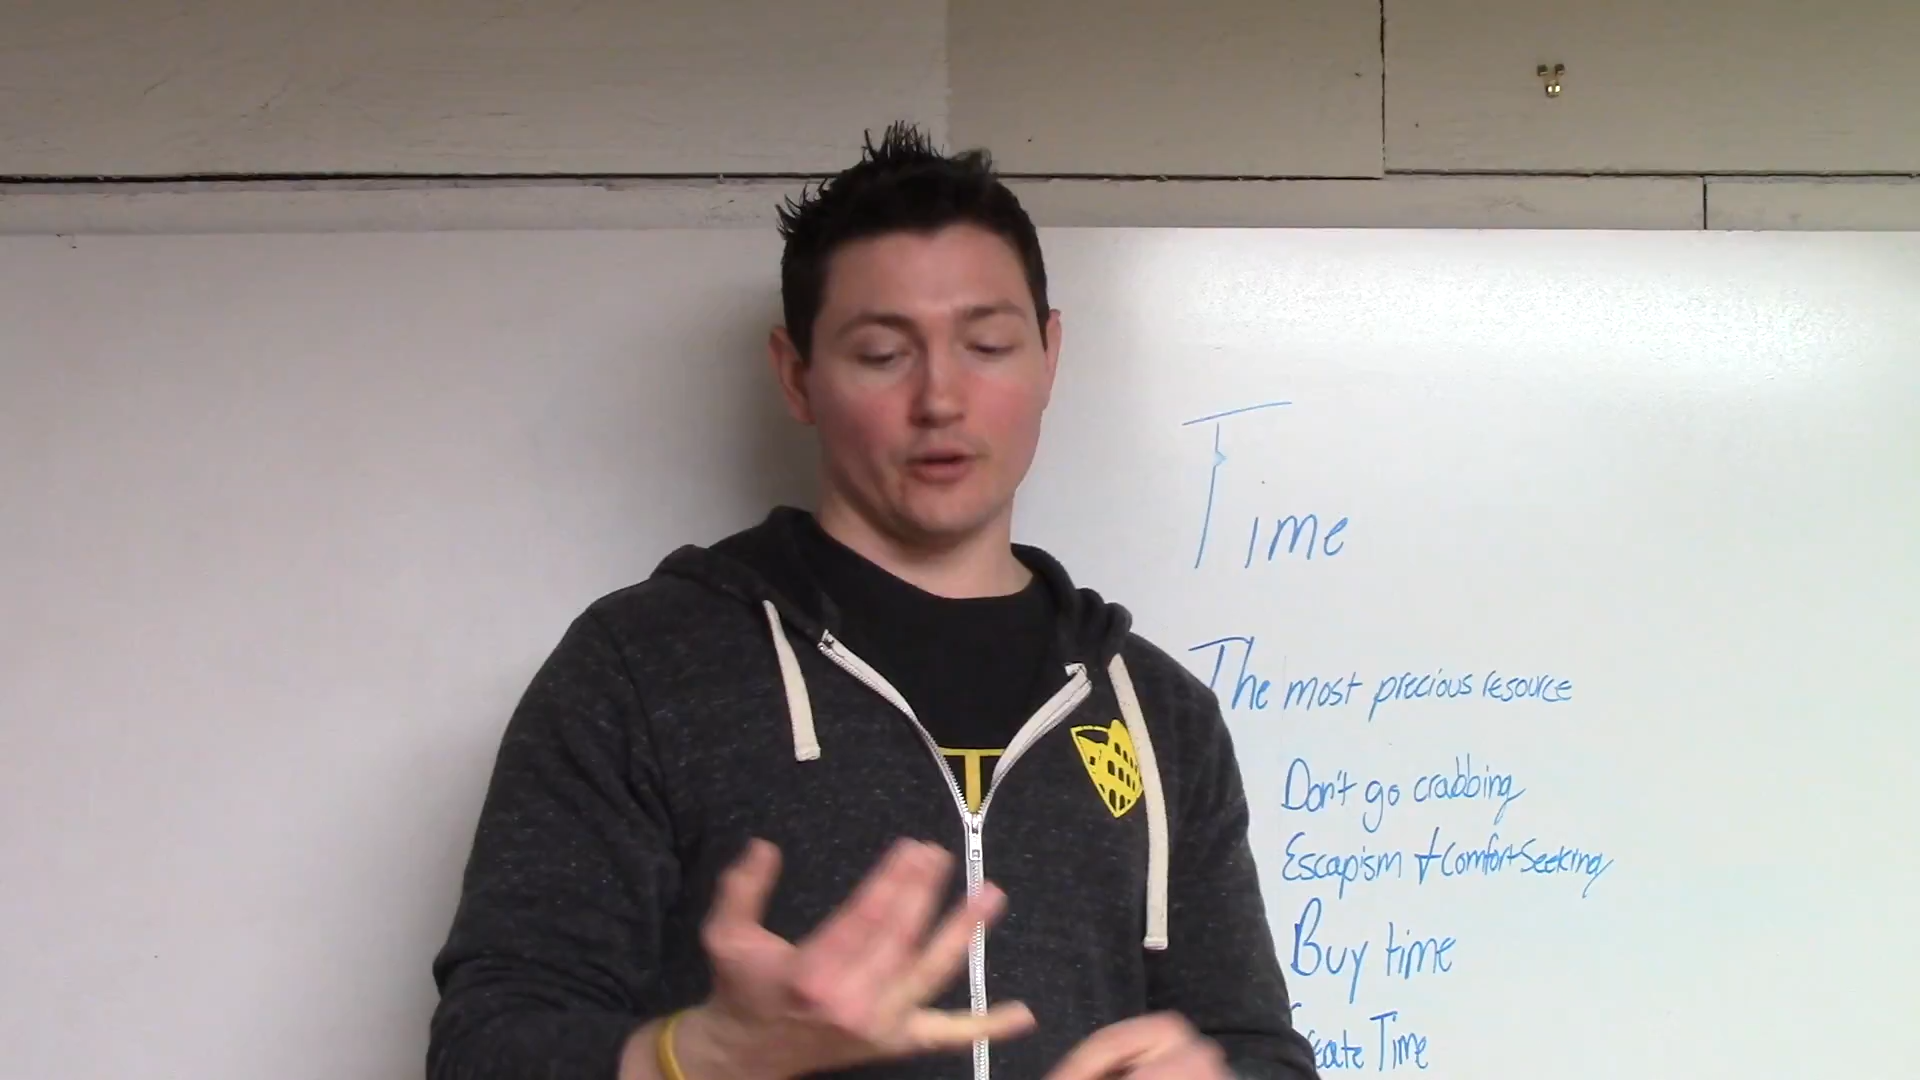 Time
The most precious resource
Don't go crabbing
Escapism + Comfort Seeking
Buy time
Time